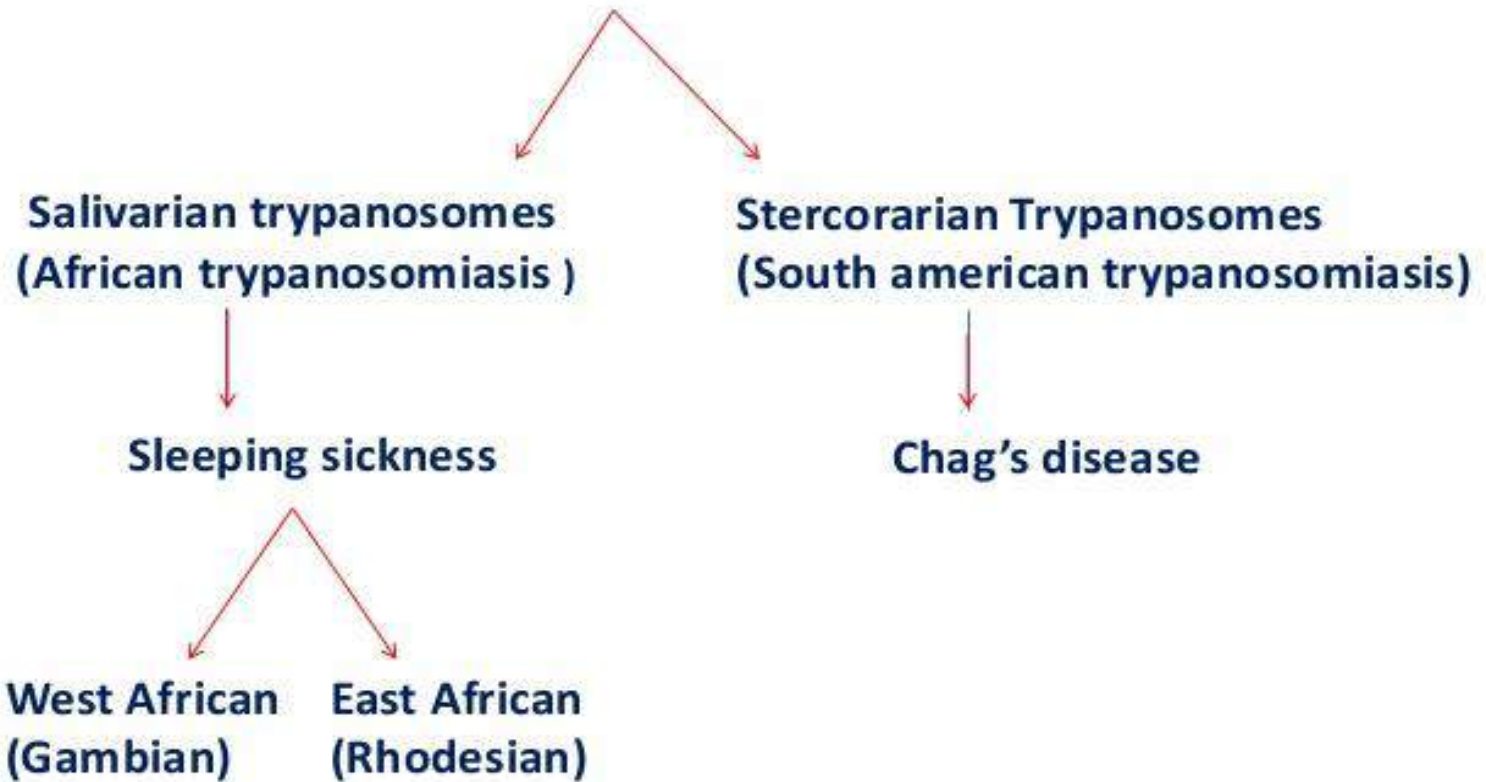 Salivarian trypanosomes
(African trypanosomiasis )
Stercorarian Trypanosomes
(South american trypanosomiasis)
Sleeping sickness
Chag’s disease
West African
(Gambian)
East African
(Rhodesian)